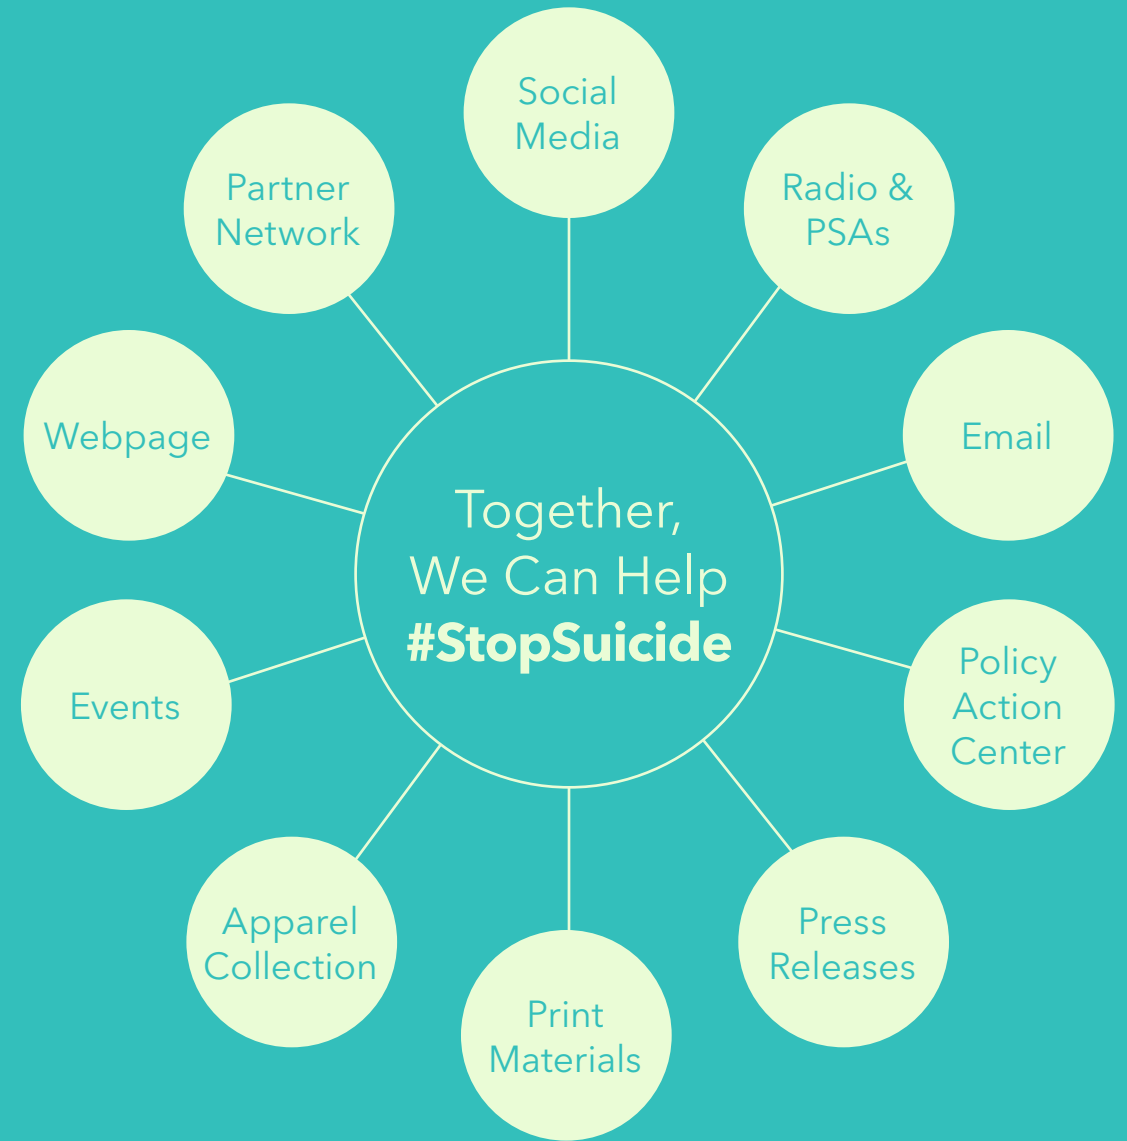 Social
Media
Radio &
PSAs
Email
Policy
Action
Center
Press
Releases
Print
Materials
Apparel
Collection
Events
Webpage
Partner
Network
Together,
We Can Help
#StopSuicide